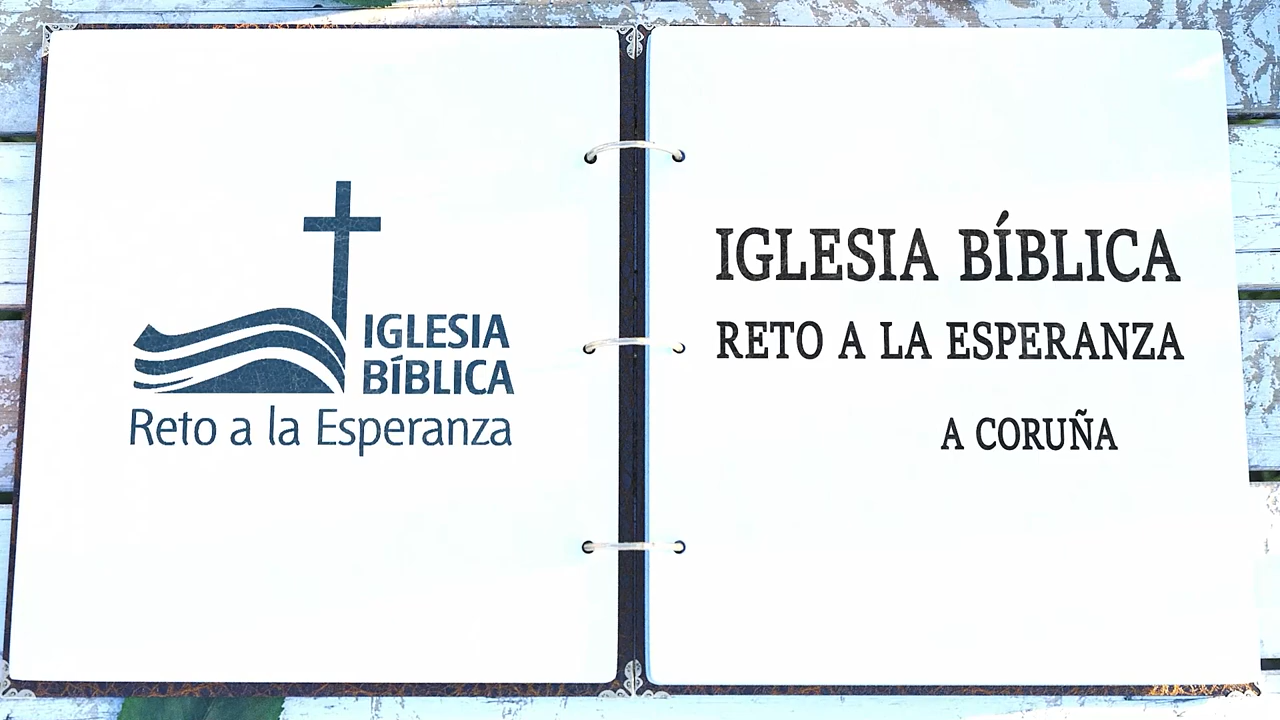 IGLESIA
BÍBLICA
Reto a la Esperanza
IGLESIA BÍBLICA
RETO A LA ESPERANZA
A CORUÑA